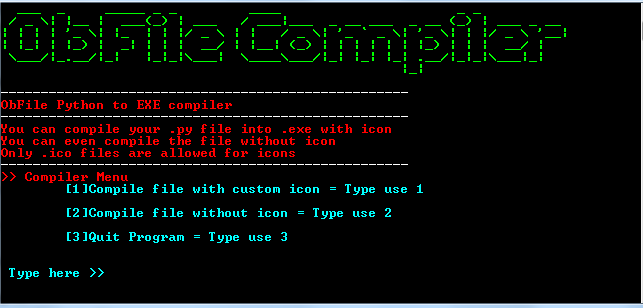 ObFile Compiler
ObFile Python to EXE compiler
You can compile your .py file into .exe with icon
You can even compile the file without icon
Only .ico files are allowed for icons
>> Compiler Menu
[1]Compile file with custom icon = Type use 1
[2]Compile file without icon = Type use 2
[3]Quit Program = Type use 3
Type here >>